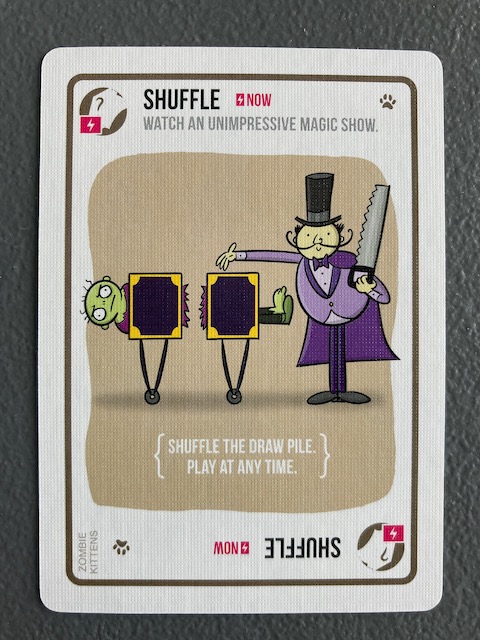 ?
SHUFFLE NOW
WATCH AN UNIMPRESSIVE MAGIC SHOW.
{SHUFFLE THE DRAW PILE.
PLAY AT ANY TIME.}
ZOMBIE
KITTENS
SHUFFLE NOW
?